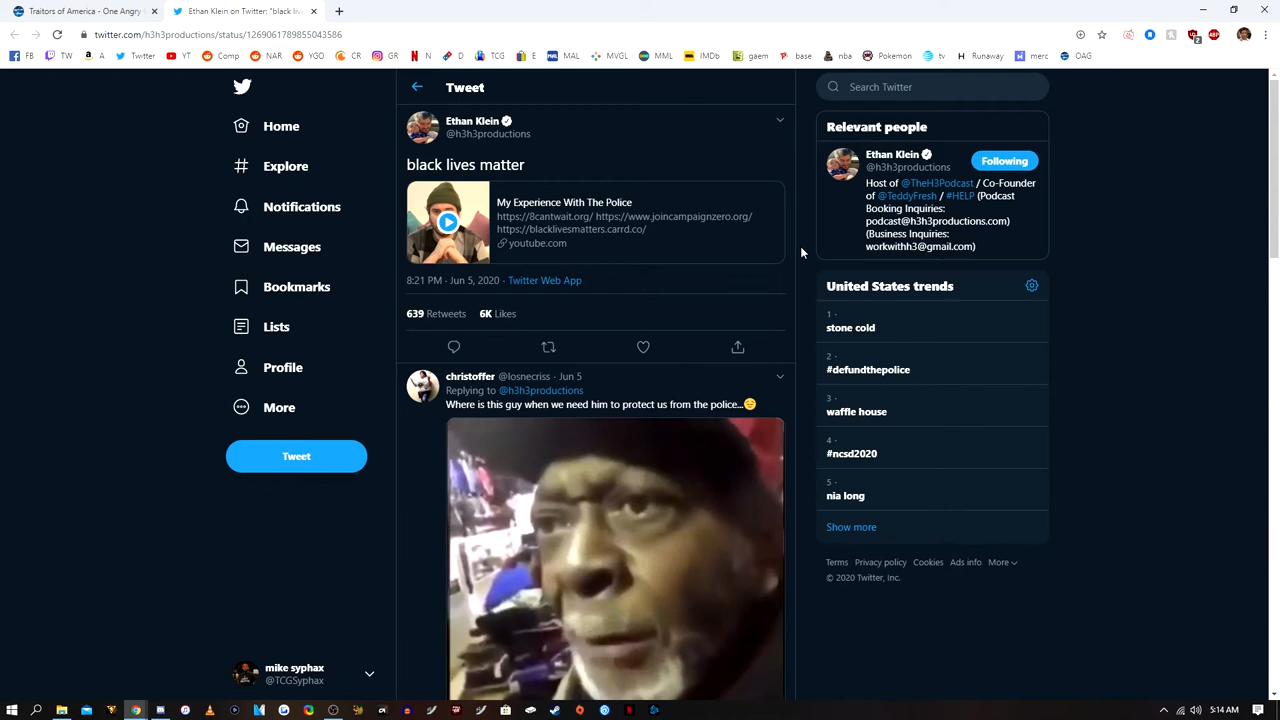 Traitors of America - One Angry
Ethan Klein on Twitter: "black live
twitter.com/h3h3productions/status/1269061789855043586
FB TW A Twitter YT Comp NAR YGO CR GR N D TCG E MAL MVGL MML IMDb gaem base nba Pokemon tv Runaway merc OAG
Home
Explore
Notifications
Messages
Bookmarks
Lists
Profile
More
Tweet
mike syphax
@TCGSyphax
Tweet
Ethan Klein
@h3h3productions
black lives matter
My Experience With The Police
https://8cantwait.org/ https://www.joincampaignzero.org/
https://blacklivesmatters.carrd.co/
youtube.com
8:21 PM · Jun 5, 2020 · Twitter Web App
639 Retweets 6K Likes
christoffer @losnecriss · Jun 5
Replying to @h3h3productions
Where is this guy when we need him to protect us from the police...😑
Search Twitter
Relevant people
Ethan Klein
@h3h3productions
Following
Host of @TheH3Podcast / Co-Founder
of @TeddyFresh / #HELP (Podcast
Booking Inquiries:
podcast@h3h3productions.com)
(Business Inquiries:
workwithh3@gmail.com)
United States trends
1 ·
stone cold
2 ·
#defundthepolice
3 ·
waffle house
4 ·
#ncsd2020
5 ·
nia long
Show more
Terms Privacy policy Cookies Ads info More
© 2020 Twitter, Inc.
5:14 AM